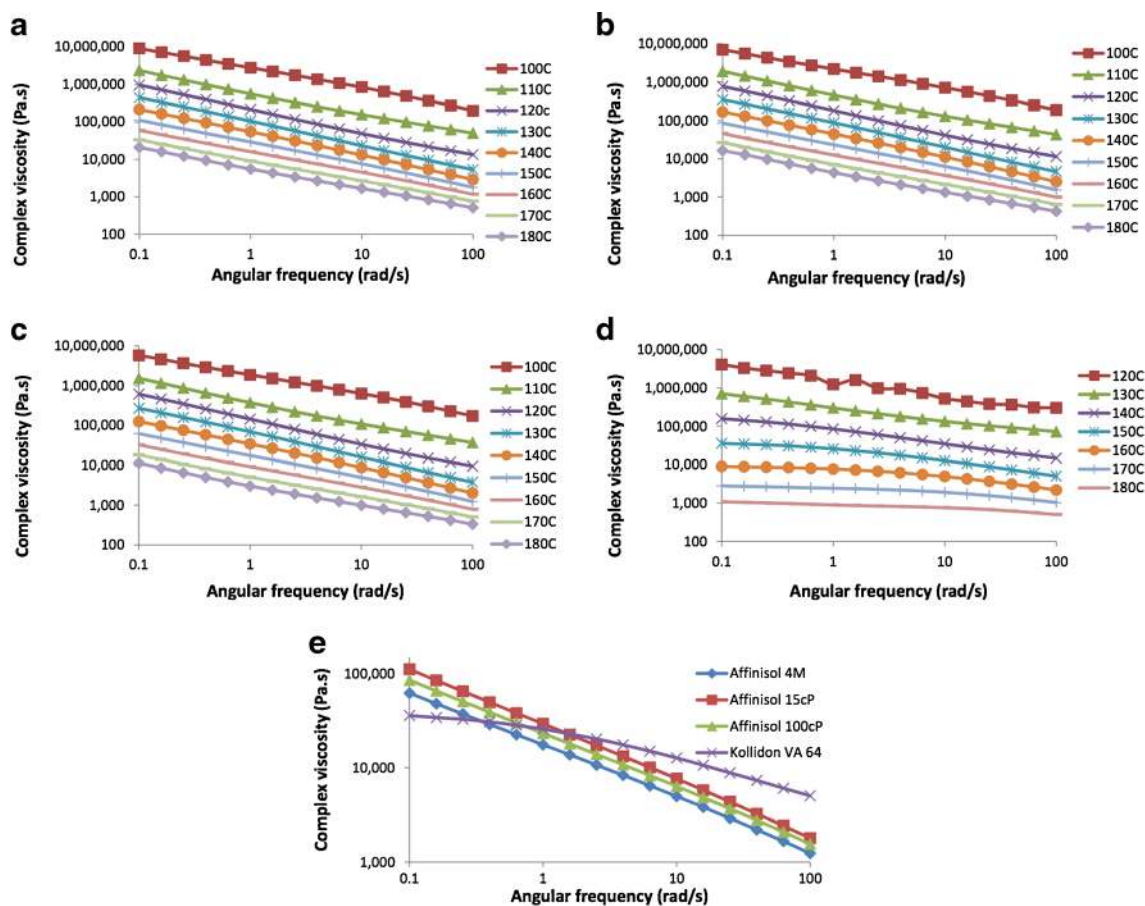 a
10,000,000
1,000,000
100,000
10,000
1,000
100
Complex viscosity (Pa.s)
0.1
1
10
100
Angular frequency (rad/s)
100C
110C
120c
130C
140C
150C
160C
170C
180C
b
10,000,000
1,000,000
100,000
10,000
1,000
100
Complex viscosity (Pa.s)
0.1
1
10
100
Angular frequency (rad/s)
100C
110C
120C
130C
140C
150C
160C
170C
180C
c
10,000,000
1,000,000
100,000
10,000
1,000
100
Complex viscosity (Pa.s)
0.1
1
10
100
Angular frequency (rad/s)
100C
110C
120C
130C
140C
150C
160C
170C
180C
d
10,000,000
1,000,000
100,000
10,000
1,000
100
Complex viscosity (Pa.s)
0.1
1
10
100
Angular frequency (rad/s)
120C
130C
140C
150C
160C
170C
180C
e
100,000
10,000
1,000
Complex viscosity (Pa.s)
0.1
1
10
100
Angular frequency (rad/s)
Affinisol 4M
Affinisol 15cP
Affinisol 100cP
Kollidon VA 64